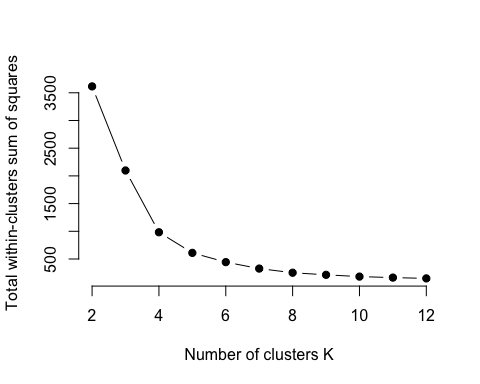 Total within-clusters sum of squares
3500
2500
1500
500
2 4 6 8 10 12
Number of clusters K